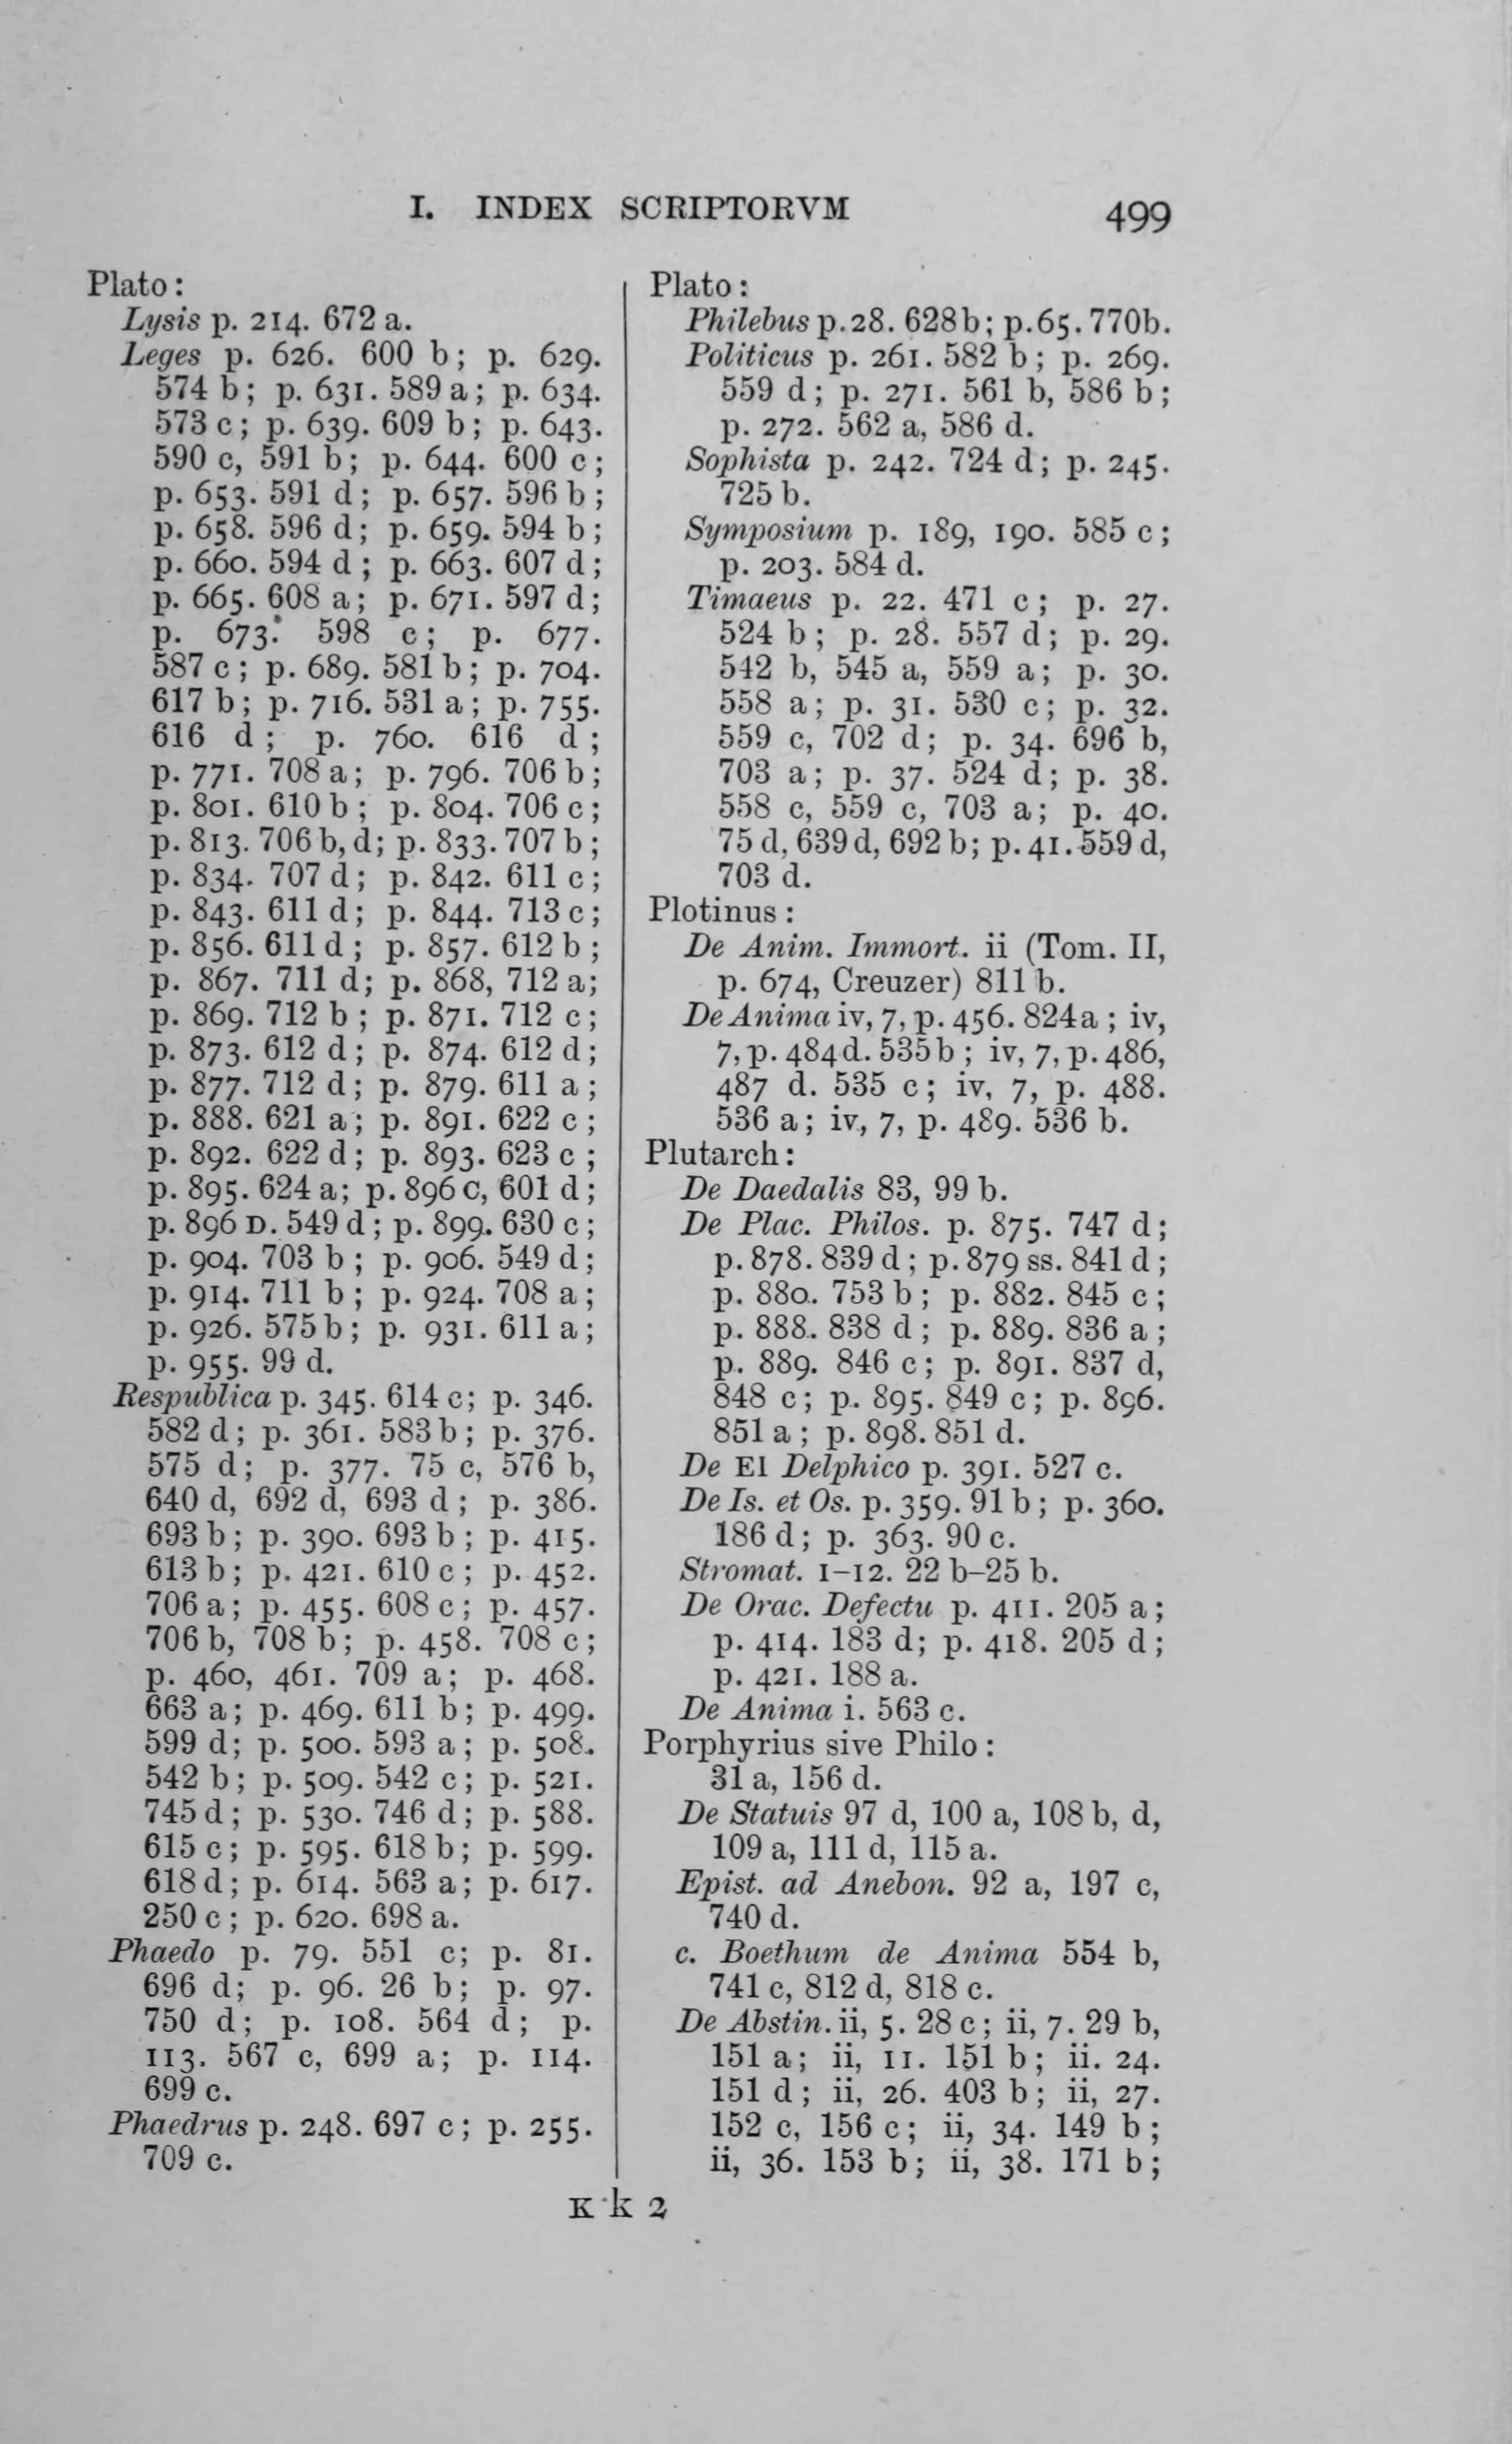 I. INDEX SCRIPTORVM 499
Plato:
Lysis p. 214. 672 a.
Leges p. 626. 600 b; p. 629.
574 b; p. 631. 589 a; p. 634.
573 c; p. 639. 609 b; p. 643.
590 c, 591 b; p. 644. 600 c;
p. 653. 591 d; p. 657. 596 b;
p. 658. 596 d; p. 659. 594 b;
p. 660. 594 d; p. 663. 607 d;
p. 665. 608 a; p. 671. 597 d;
p. 673. 598 c; p. 677.
587 c; p. 689. 581 b; p. 704.
617 b; p. 716. 531 a; p. 755.
616 d; p. 760. 616 d;
p. 771. 708 a; p. 796. 706 b;
p. 801. 610 b; p. 804. 706 c;
p. 813. 706 b, d; p. 833. 707 b;
p. 834. 707 d; p. 842. 611 c;
p. 843. 611 d; p. 844. 713 c;
p. 856. 611 d; p. 857. 612 b;
p. 867. 711 d; p. 868, 712 a;
p. 869. 712 b; p. 871. 712 c;
p. 873. 612 d; p. 874. 612 d;
p. 877. 712 d; p. 879. 611 a;
p. 888. 621 a; p. 891. 622 c;
p. 892. 622 d; p. 893. 623 c;
p. 895. 624 a; p. 896 c, 601 d;
p. 896 D. 549 d; p. 899. 630 c;
p. 904. 703 b; p. 906. 549 d;
p. 914. 711 b; p. 924. 708 a;
p. 926. 575 b; p. 931. 611 a;
p. 955. 99 d.
Respublica p. 345. 614 c; p. 346.
582 d; p. 361. 583 b; p. 376.
575 d; p. 377. 75 c, 576 b,
640 d, 692 d, 693 d; p. 386.
693 b; p. 390. 693 b; p. 415.
613 b; p. 421. 610 c; p. 452.
706 a; p. 455. 608 c; p. 457.
706 b, 708 b; p. 458. 708 c;
p. 460, 461. 709 a; p. 468.
663 a; p. 469. 611 b; p. 499.
599 d; p. 500. 593 a; p. 508.
542 b; p. 509. 542 c; p. 521.
745 d; p. 530. 746 d; p. 588.
615 c; p. 595. 618 b; p. 599.
618 d; p. 614. 563 a; p. 617.
250 c; p. 620. 698 a.
Phaedo p. 79. 551 c; p. 81.
696 d; p. 96. 26 b; p. 97.
750 d; p. 108. 564 d; p.
113. 567 c, 699 a; p. 114.
699 c.
Phaedrus p. 248. 697 c; p. 255.
709 c.
Plato:
Philebus p. 28. 628 b; p. 65. 770 b.
Politicus p. 261. 582 b; p. 269.
559 d; p. 271. 561 b, 586 b;
p. 272. 562 a, 586 d.
Sophista p. 242. 724 d; p. 245.
725 b.
Symposium p. 189, 190. 585 c;
p. 203. 584 d.
Timaeus p. 22. 471 c; p. 27.
524 b; p. 28. 557 d; p. 29.
542 b, 545 a, 559 a; p. 30.
558 a; p. 31. 530 c; p. 32.
559 c, 702 d; p. 34. 696 b,
703 a; p. 37. 524 d; p. 38.
558 c, 559 c, 703 a; p. 40.
75 d, 639 d, 692 b; p. 41. 559 d,
703 d.
Plotinus:
De Anim. Immort. ii (Tom. II,
p. 674, Creuzer) 811 b.
De Anima iv, 7, p. 456. 824 a; iv,
7, p. 484 d. 535 b; iv, 7, p. 486,
487 d. 535 c; iv, 7, p. 488.
536 a; iv, 7, p. 489. 536 b.
Plutarch:
De Daedalis 83, 99 b.
De Plac. Philos. p. 875. 747 d;
p. 878. 839 d; p. 879 ss. 841 d;
p. 880. 753 b; p. 882. 845 c;
p. 888. 838 d; p. 889. 836 a;
p. 889. 846 c; p. 891. 837 d,
848 c; p. 895. 849 c; p. 896.
851 a; p. 898. 851 d.
De EI Delphico p. 391. 527 c.
De Is. et Os. p. 359. 91 b; p. 360.
186 d; p. 363. 90 c.
Stromat. 1-12. 22 b-25 b.
De Orac. Defectu p. 411. 205 a;
p. 414. 183 d; p. 418. 205 d;
p. 421. 188 a.
De Anima i. 563 c.
Porphyrius sive Philo:
31 a, 156 d.
De Statuis 97 d, 100 a, 108 b, d,
109 a, 111 d, 115 a.
Epist. ad Anebon. 92 a, 197 c,
740 d.
c. Boethum de Anima 554 b,
741 c, 812 d, 818 c.
De Abstin. ii, 5. 28 c; ii, 7. 29 b,
151 a; ii, 11. 151 b; ii. 24.
151 d; ii, 26. 403 b; ii, 27.
152 c, 156 c; ii, 34. 149 b;
ii, 36. 153 b; ii, 38. 171 b;
K k 2